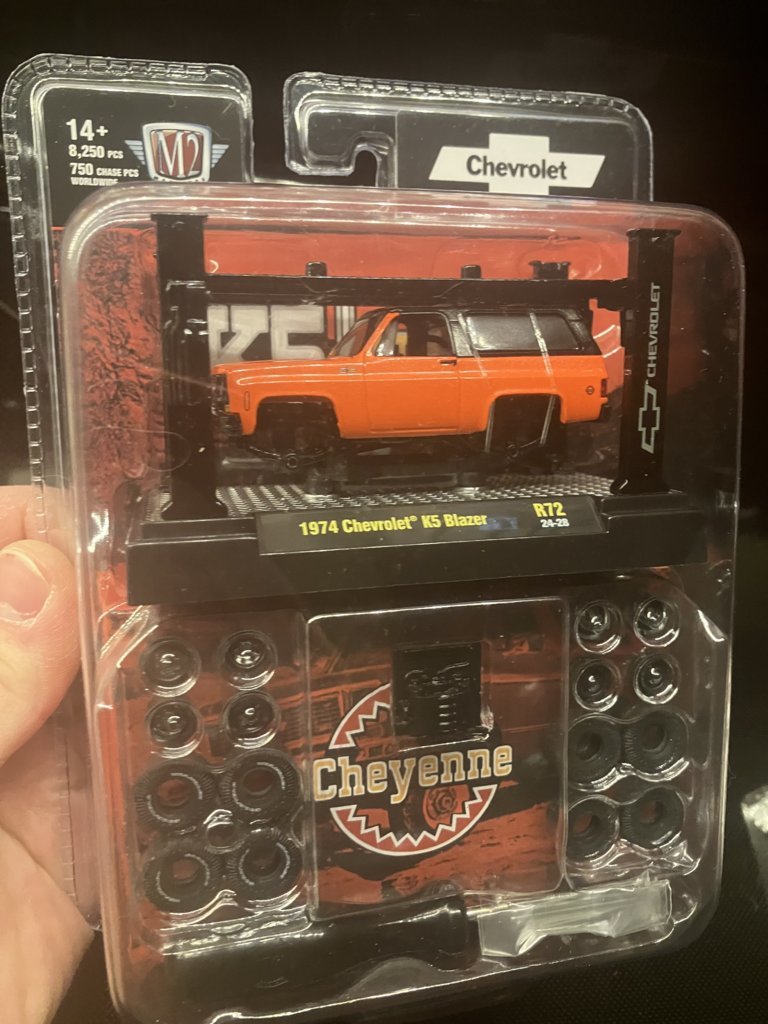 14+
8,250 PCS
750 CHASE PCS
WORLDWIDE
M2
Chevrolet
K5
CHEVROLET
1974 Chevrolet® K5 Blazer
R72
24-28
Cheyenne